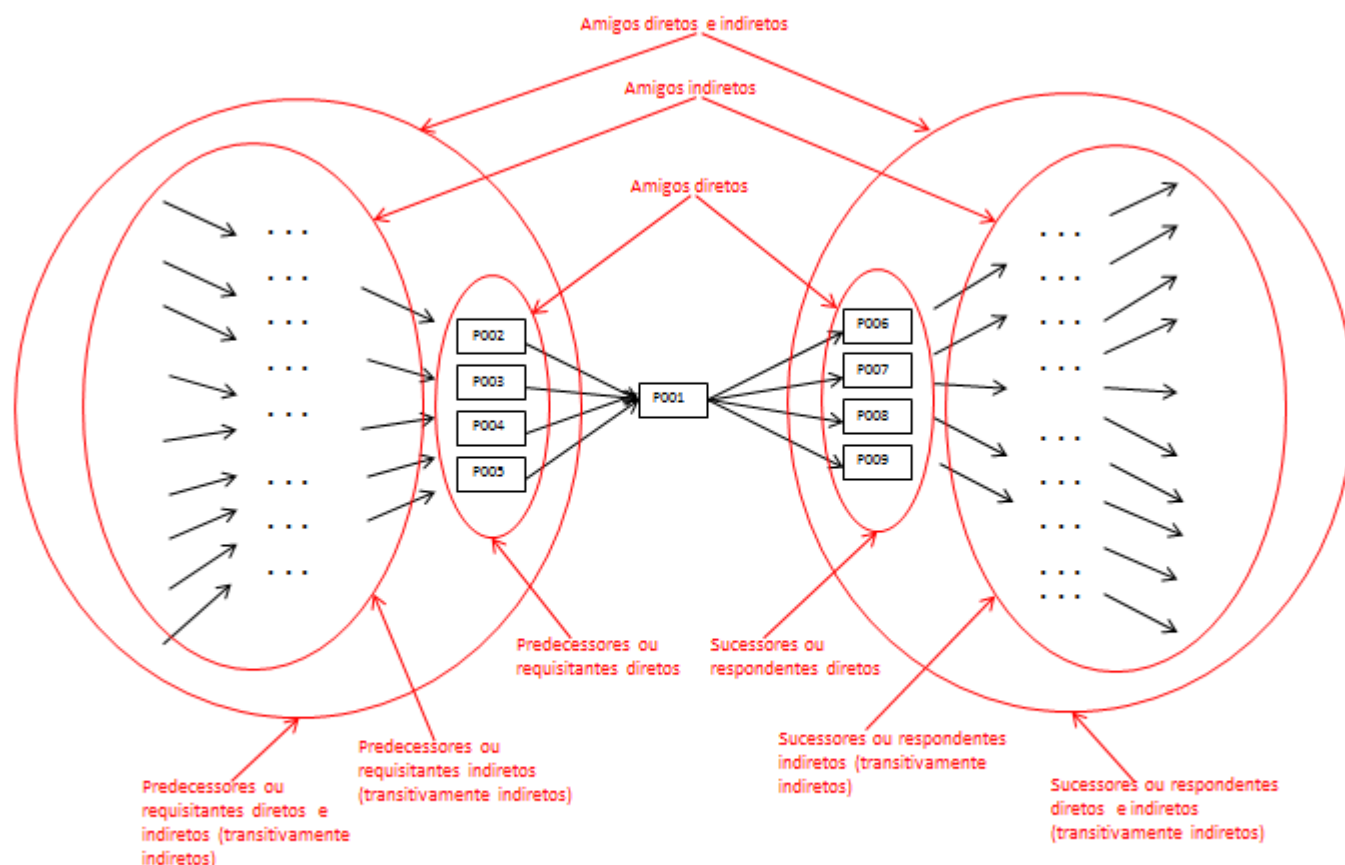 Amigos diretos e indiretos
Amigos indiretos
Amigos diretos
. . .
. . .
. . .
. . .
. . .
. . .
. . .
. . .
P002
P003
P004
P005
P001
P006
P007
P008
P009
. . .
. . .
. . .
. . .
. . .
. . .
. . .
. . .
. . .
Predecessores ou
requisitantes diretos
Sucessores ou
respondentes diretos
Predecessores ou
requisitantes indiretos
(transitivamente indiretos)
Sucessores ou respondentes
indiretos (transitivamente
indiretos)
Predecessores ou
requisitantes diretos e
indiretos (transitivamente
indiretos)
Sucessores ou respondentes
diretos e indiretos
(transitivamente indiretos)